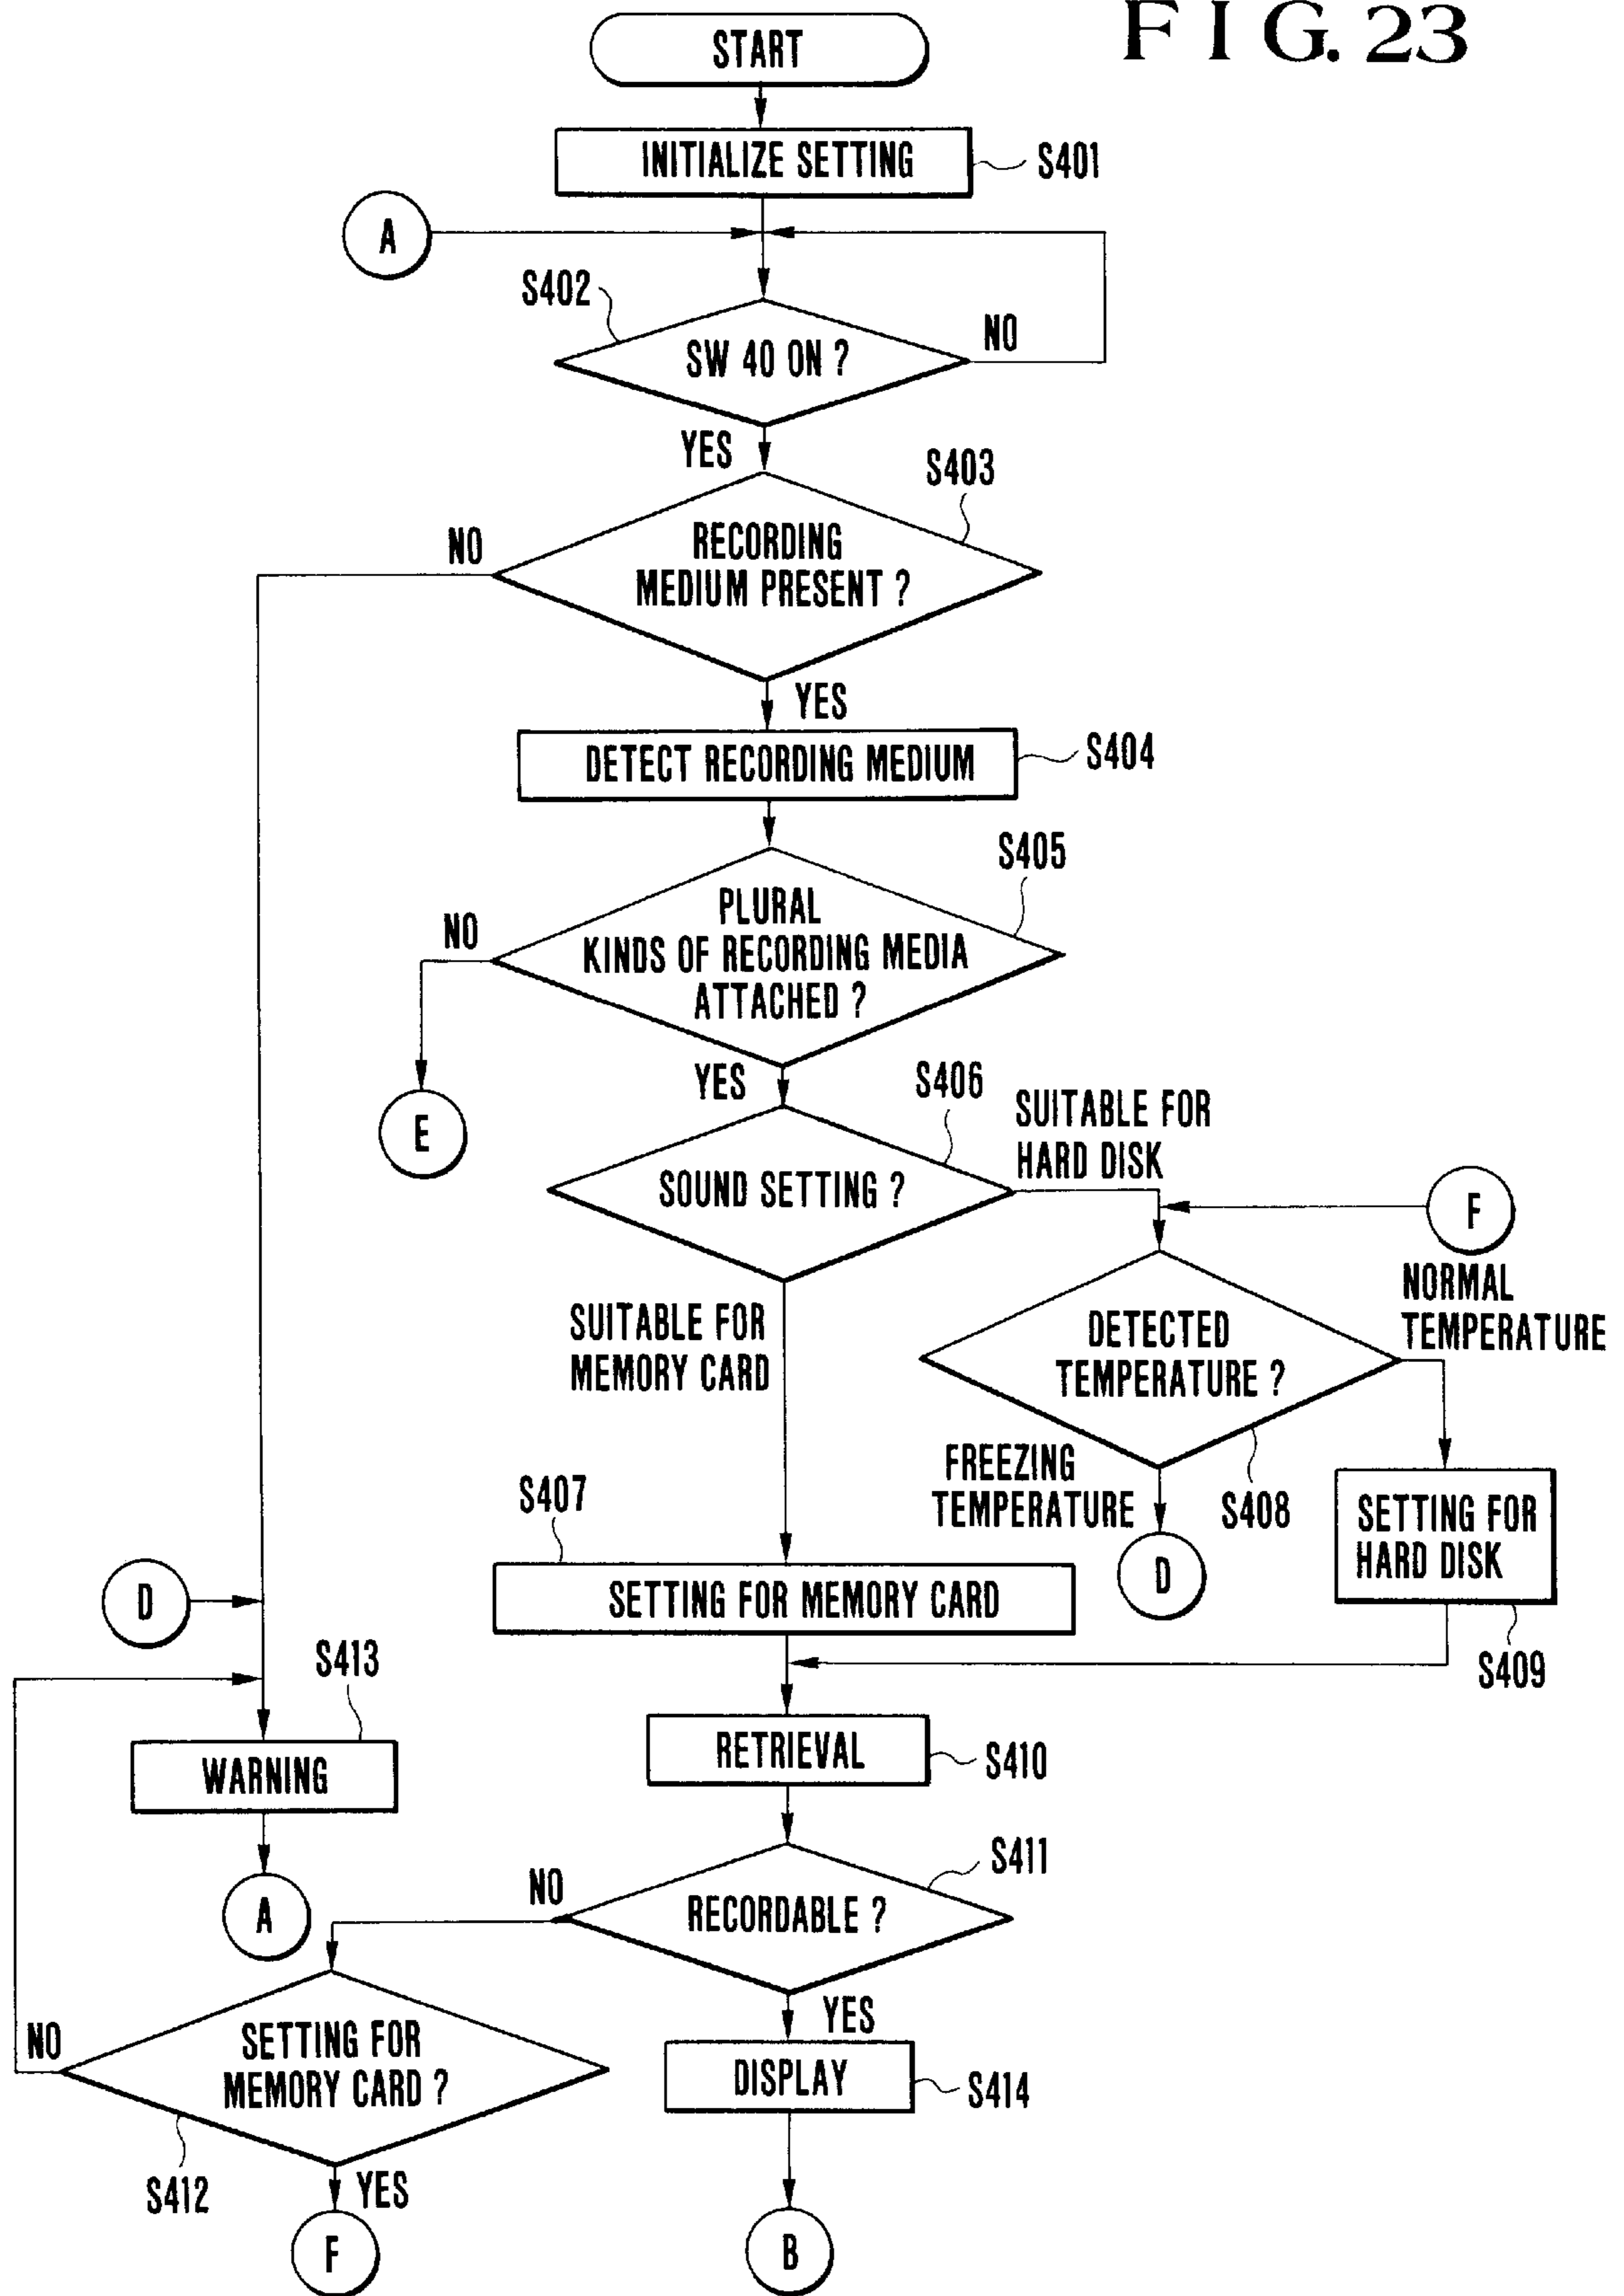 FIG. 23
START
INITIALIZE SETTING
S401
A
S402
SW 40 ON ?
NO
YES
S403
RECORDING
MEDIUM PRESENT ?
NO
YES
DETECT RECORDING MEDIUM
S404
S405
PLURAL
KINDS OF RECORDING MEDIA
ATTACHED ?
NO
E
YES
S406
SOUND SETTING ?
SUITABLE FOR
HARD DISK
F
SUITABLE FOR
MEMORY CARD
DETECTED
TEMPERATURE ?
NORMAL
TEMPERATURE
FREEZING
TEMPERATURE
S408
D
SETTING FOR
HARD DISK
S409
S407
SETTING FOR MEMORY CARD
D
S413
WARNING
A
RETRIEVAL
S410
S411
RECORDABLE ?
NO
YES
SETTING FOR
MEMORY CARD ?
NO
S412
YES
F
DISPLAY
S414
B